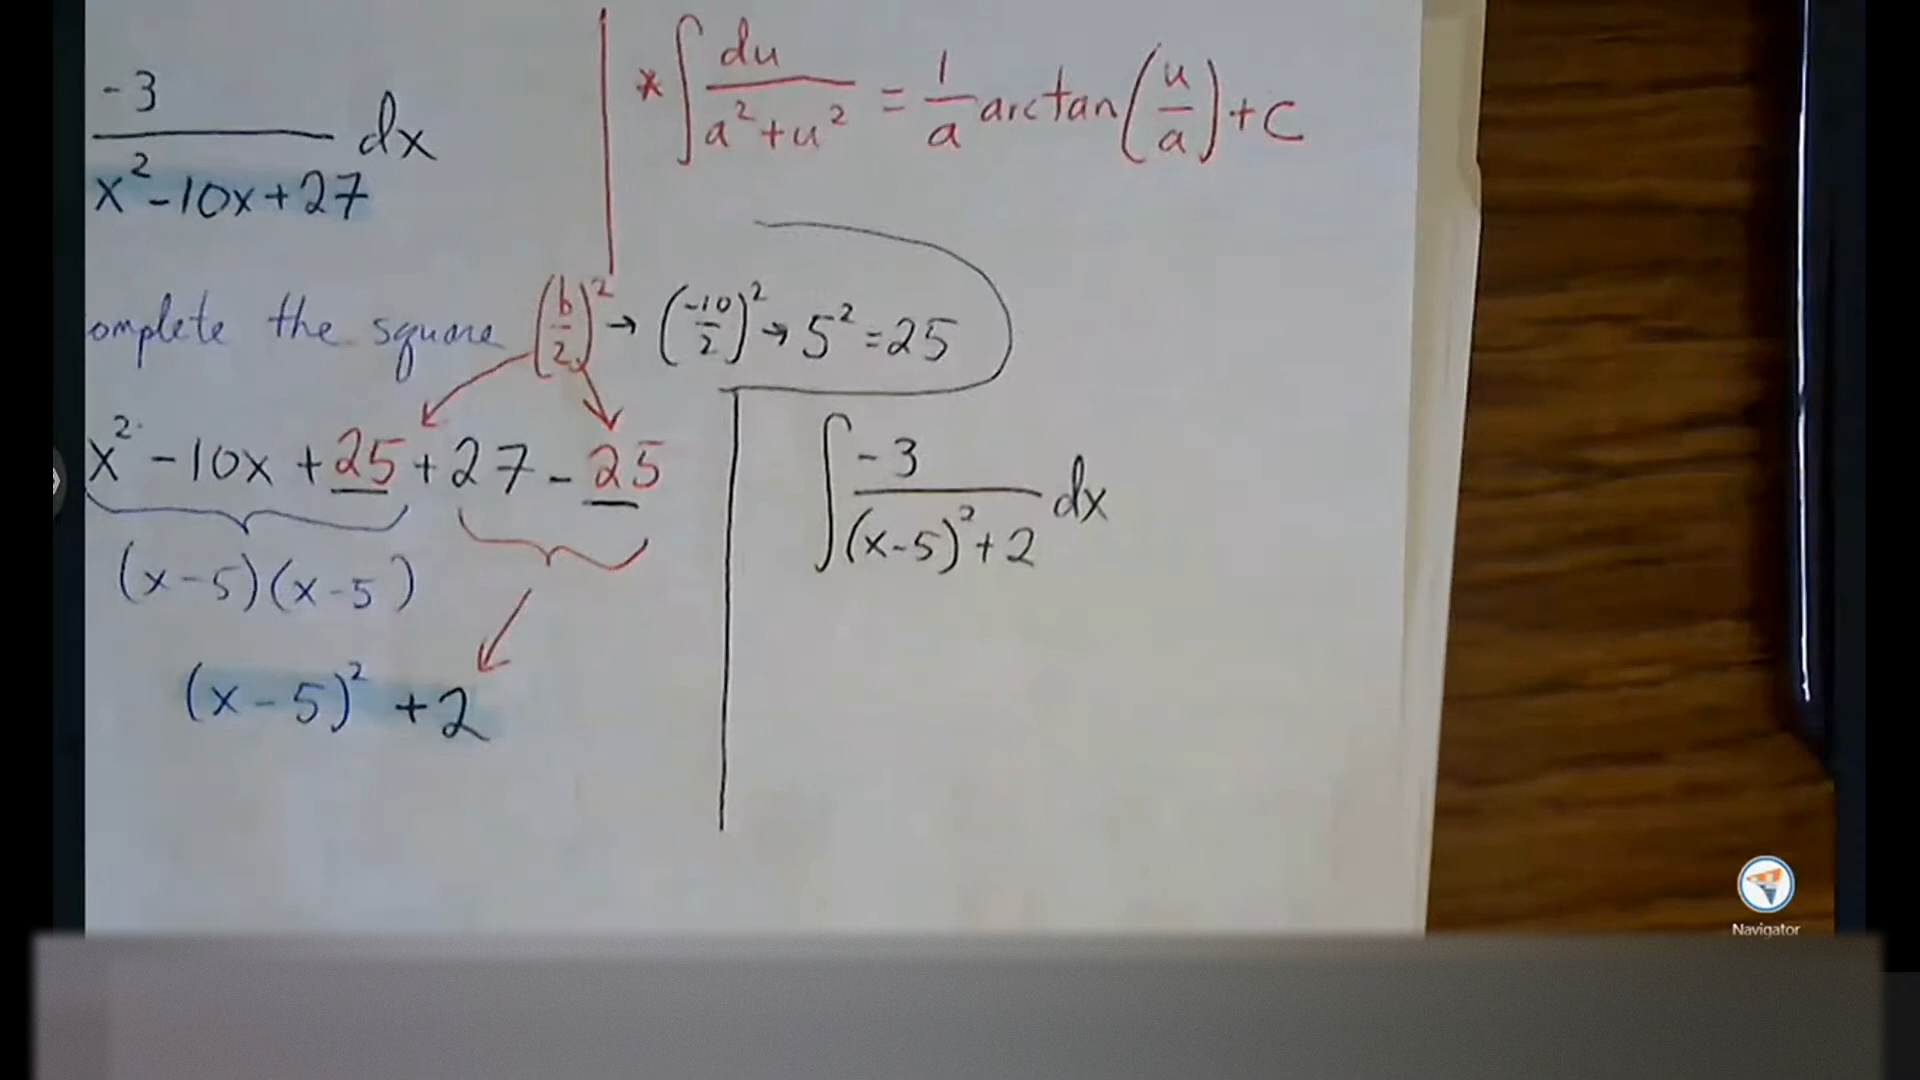 -3
x² - 10x + 27 dx
* ∫ du / (a² + u²) = 1/a arctan(u/a) + C
omplete the square (b/2)² → (-10/2)² → 5² = 25
x² - 10x + 25 + 27 - 25
(x - 5)(x - 5)
(x - 5)² + 2
∫ -3 / ((x-5)² + 2) dx
Navigator